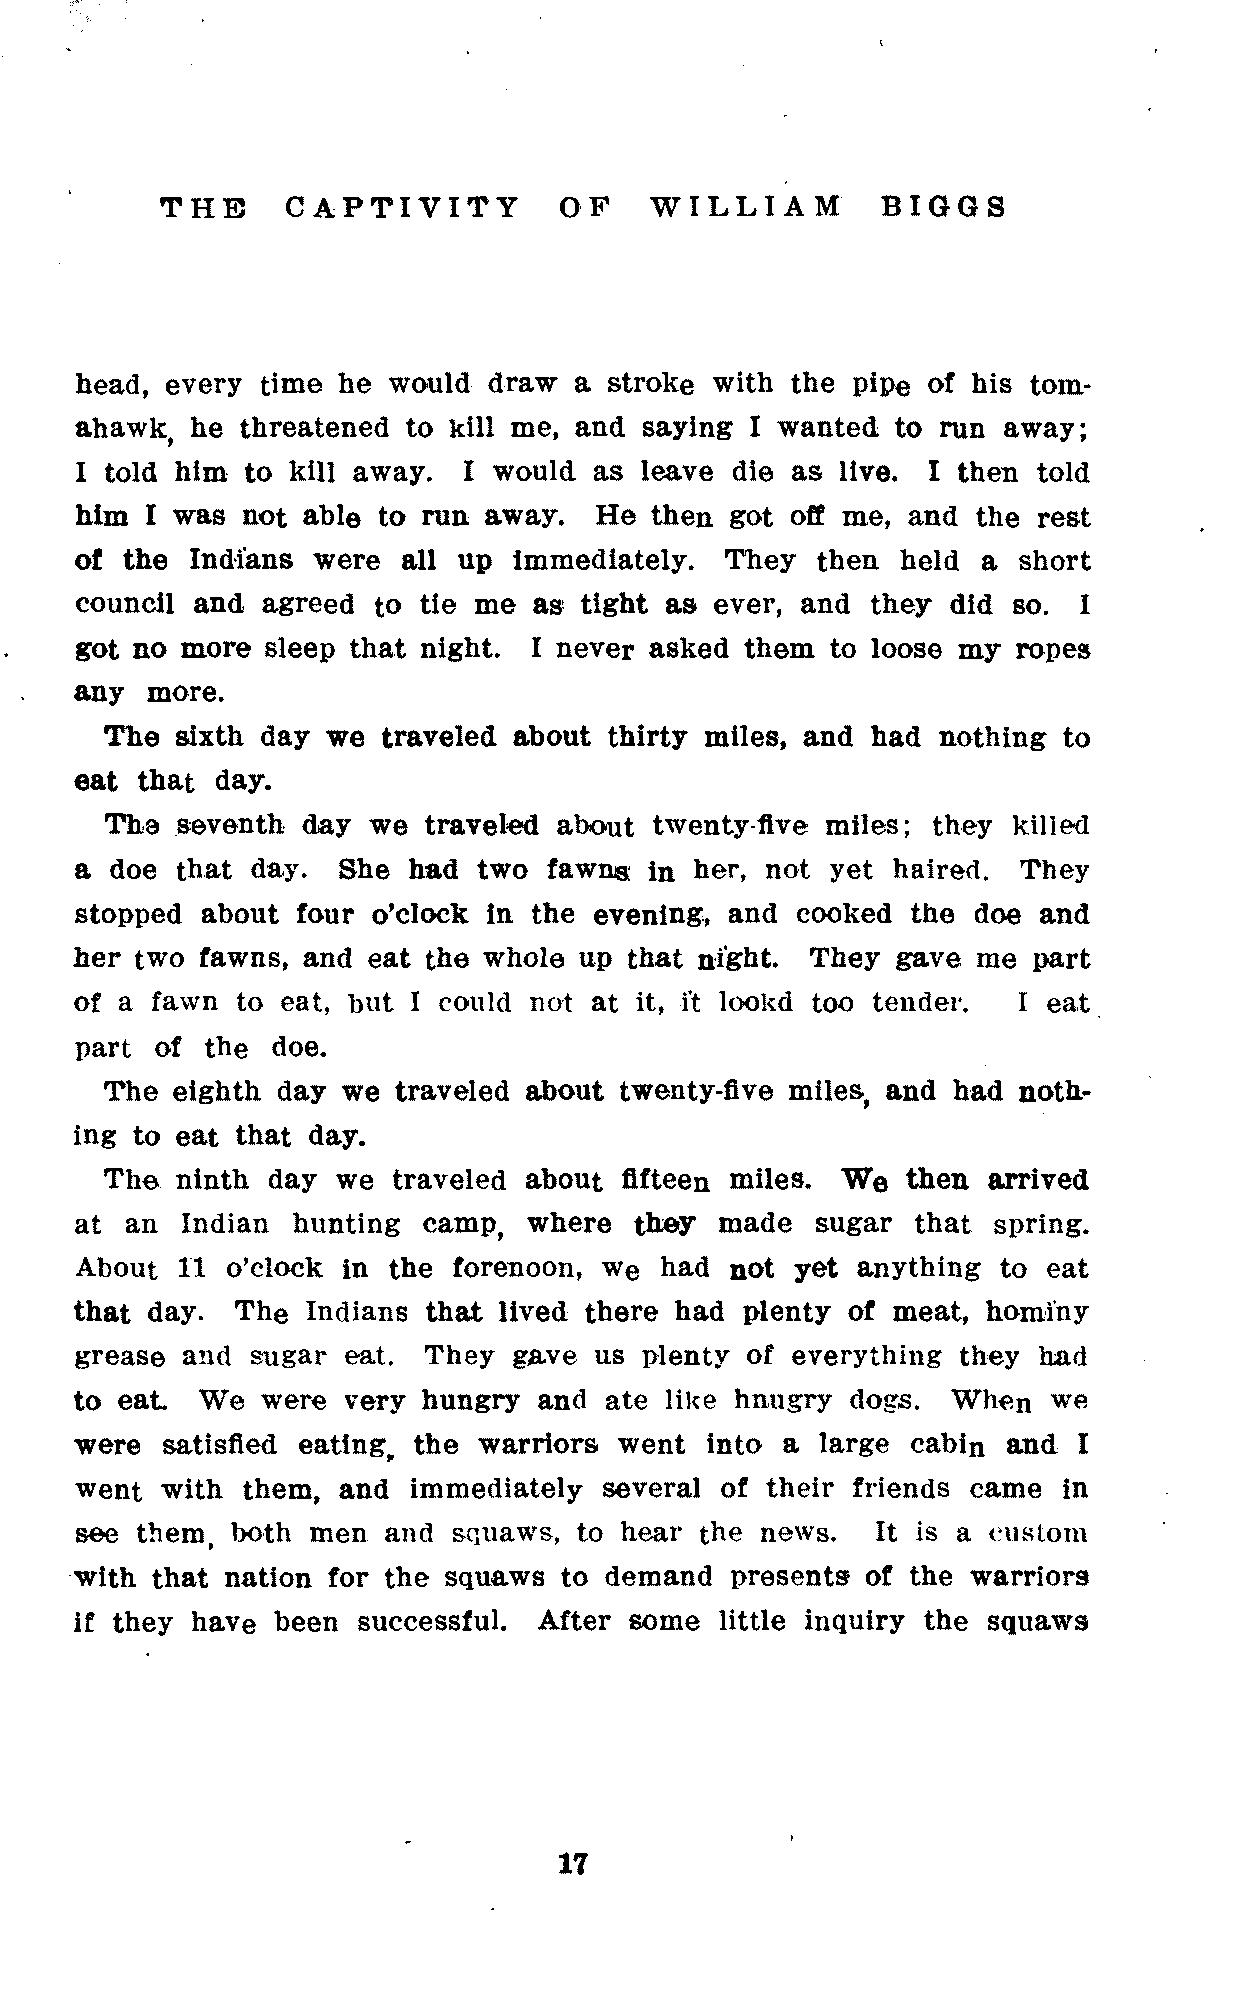 THE CAPTIVITY OF WILLIAM BIGGS
head, every time he would draw a stroke with the pipe of his tom-
ahawk, he threatened to kill me, and saying I wanted to run away;
I told him to kill away. I would as leave die as live. I then told
him I was not able to run away. He then got off me, and the rest
of the Indians were all up immediately. They then held a short
council and agreed to tie me as tight as ever, and they did so. I
got no more sleep that night. I never asked them to loose my ropes
any more.
The sixth day we traveled about thirty miles, and had nothing to
eat that day.
The seventh day we traveled about twenty-five miles; they killed
a doe that day. She had two fawns in her, not yet haired. They
stopped about four o'clock in the evening, and cooked the doe and
her two fawns, and eat the whole up that night. They gave me part
of a fawn to eat, but I could not at it, it lookd too tender. I eat
part of the doe.
The eighth day we traveled about twenty-five miles, and had noth-
ing to eat that day.
The ninth day we traveled about fifteen miles. We then arrived
at an Indian hunting camp, where they made sugar that spring.
About 11 o'clock in the forenoon, we had not yet anything to eat
that day. The Indians that lived there had plenty of meat, hominy
grease and sugar eat. They gave us plenty of everything they had
to eat. We were very hungry and ate like hnugry dogs. When we
were satisfied eating, the warriors went into a large cabin and I
went with them, and immediately several of their friends came in
see them, both men and squaws, to hear the news. It is a custom
with that nation for the squaws to demand presents of the warriors
if they have been successful. After some little inquiry the squaws
17